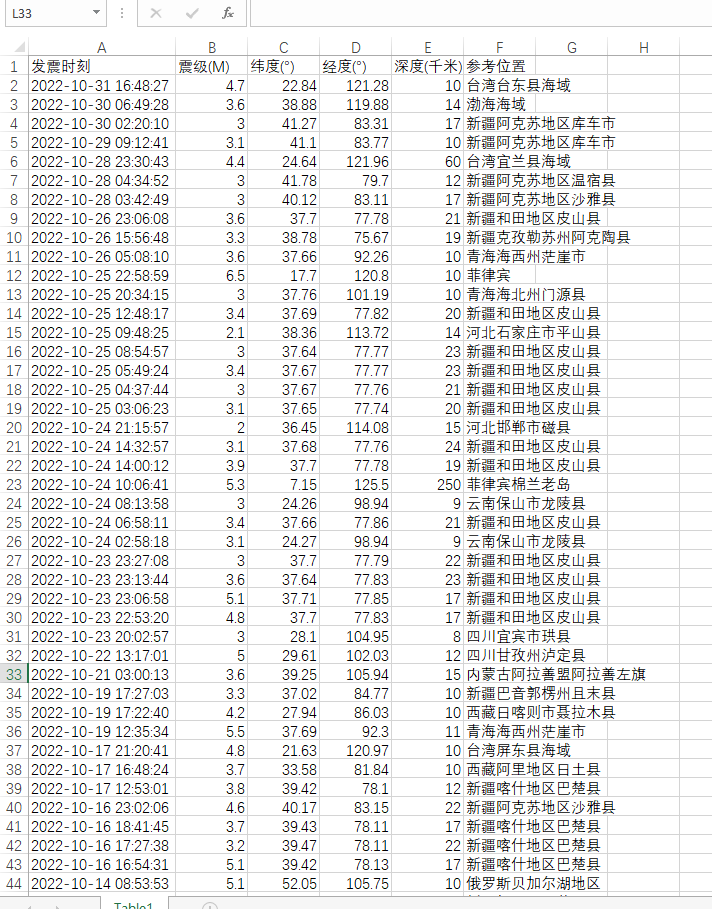 L33 fx
A B C D E F G H
1 发震时刻 震级(M) 纬度(°) 经度(°) 深度(千米) 参考位置
2 2022-10-31 16:48:27 4.7 22.84 121.28 10 台湾台东县海域
3 2022-10-30 06:49:28 3.6 38.88 119.88 14 渤海海域
4 2022-10-30 02:20:10 3 41.27 83.31 17 新疆阿克苏地区库车市
5 2022-10-29 09:12:41 3.1 41.1 83.77 10 新疆阿克苏地区库车市
6 2022-10-28 23:30:43 4.4 24.64 121.96 60 台湾宜兰县海域
7 2022-10-28 04:34:52 3 41.78 79.7 12 新疆阿克苏地区温宿县
8 2022-10-28 03:42:49 3 40.12 83.11 17 新疆阿克苏地区沙雅县
9 2022-10-26 23:06:08 3.6 37.7 77.78 21 新疆和田地区皮山县
10 2022-10-26 15:56:48 3.3 38.78 75.67 19 新疆克孜勒苏州阿克陶县
11 2022-10-26 05:08:10 3.6 37.66 92.26 10 青海海西州茫崖市
12 2022-10-25 22:58:59 6.5 17.7 120.8 10 菲律宾
13 2022-10-25 20:34:15 3 37.76 101.19 10 青海海北州门源县
14 2022-10-25 12:48:17 3.4 37.69 77.82 20 新疆和田地区皮山县
15 2022-10-25 09:48:25 2.1 38.36 113.72 14 河北石家庄市平山县
16 2022-10-25 08:54:57 3 37.64 77.77 23 新疆和田地区皮山县
17 2022-10-25 05:49:24 3.4 37.67 77.77 23 新疆和田地区皮山县
18 2022-10-25 04:37:44 3 37.67 77.76 21 新疆和田地区皮山县
19 2022-10-25 03:06:23 3.1 37.65 77.74 20 新疆和田地区皮山县
20 2022-10-24 21:15:57 2 36.45 114.08 15 河北邯郸市磁县
21 2022-10-24 14:32:57 3.1 37.68 77.76 24 新疆和田地区皮山县
22 2022-10-24 14:00:12 3.9 37.7 77.78 19 新疆和田地区皮山县
23 2022-10-24 10:06:41 5.3 7.15 125.5 250 菲律宾棉兰老岛
24 2022-10-24 08:13:58 3 24.26 98.94 9 云南保山市龙陵县
25 2022-10-24 06:58:11 3.4 37.66 77.86 21 新疆和田地区皮山县
26 2022-10-24 02:58:18 3.1 24.27 98.94 9 云南保山市龙陵县
27 2022-10-23 23:27:08 3 37.7 77.79 22 新疆和田地区皮山县
28 2022-10-23 23:13:44 3.6 37.64 77.83 23 新疆和田地区皮山县
29 2022-10-23 23:06:58 5.1 37.71 77.85 17 新疆和田地区皮山县
30 2022-10-23 22:53:20 4.8 37.7 77.83 17 新疆和田地区皮山县
31 2022-10-23 20:02:57 3 28.1 104.95 8 四川宜宾市珙县
32 2022-10-22 13:17:01 5 29.61 102.03 12 四川甘孜州泸定县
33 2022-10-21 03:00:13 3.6 39.25 105.94 15 内蒙古阿拉善盟阿拉善左旗
34 2022-10-19 17:27:03 3.3 37.02 84.77 10 新疆巴音郭楞州且末县
35 2022-10-19 17:22:40 4.2 27.94 86.03 10 西藏日喀则市聂拉木县
36 2022-10-19 12:35:34 5.5 37.69 92.3 11 青海海西州茫崖市
37 2022-10-17 21:20:41 4.8 21.63 120.97 10 台湾屏东县海域
38 2022-10-17 16:48:24 3.7 33.58 81.84 10 西藏阿里地区日土县
39 2022-10-17 12:53:01 3.8 39.42 78.1 12 新疆喀什地区巴楚县
40 2022-10-16 23:02:06 4.6 40.17 83.15 22 新疆阿克苏地区沙雅县
41 2022-10-16 18:41:45 3.7 39.43 78.11 17 新疆喀什地区巴楚县
42 2022-10-16 17:27:38 3.2 39.47 78.11 22 新疆喀什地区巴楚县
43 2022-10-16 16:54:31 5.1 39.42 78.13 17 新疆喀什地区巴楚县
44 2022-10-14 08:53:53 5.1 52.05 105.75 10 俄罗斯贝加尔湖地区
Table1